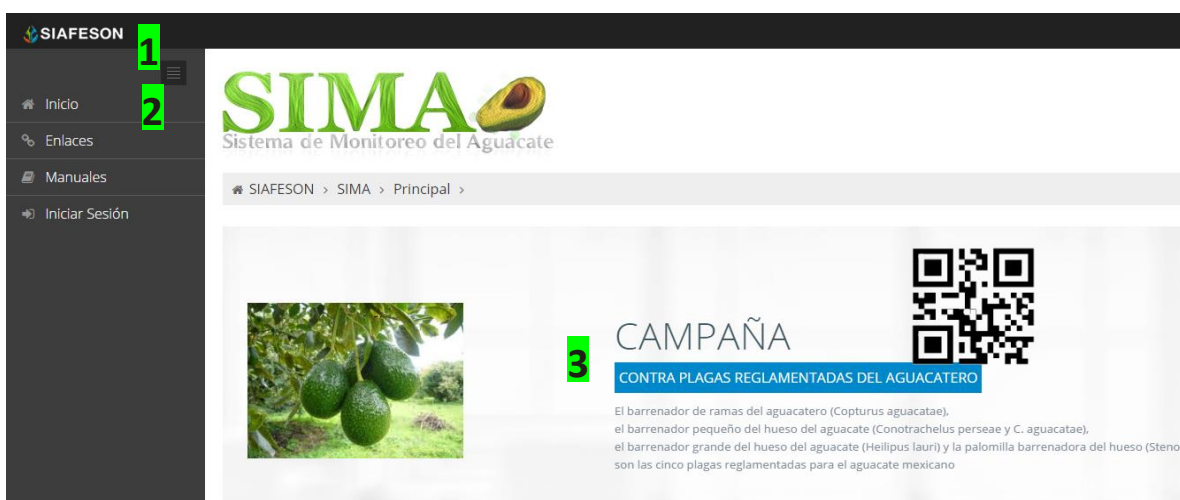 SIAFESON
1
2
Inicio
Enlaces
Manuales
Iniciar Sesión
SIMA
Sistema de Monitoreo del Aguacate
SIAFESON > SIMA > Principal >
3
CAMPAÑA
CONTRA PLAGAS REGLAMENTADAS DEL AGUACATERO
El barrenador de ramas del aguacatero (Copturus aguacatae),
el barrenador pequeño del hueso del aguacate (Conotrachelus perseae y C. aguacatae),
el barrenador grande del hueso del aguacate (Heilipus lauri) y la palomilla barrenadora del hueso (Steno
son las cinco plagas reglamentadas para el aguacate mexicano